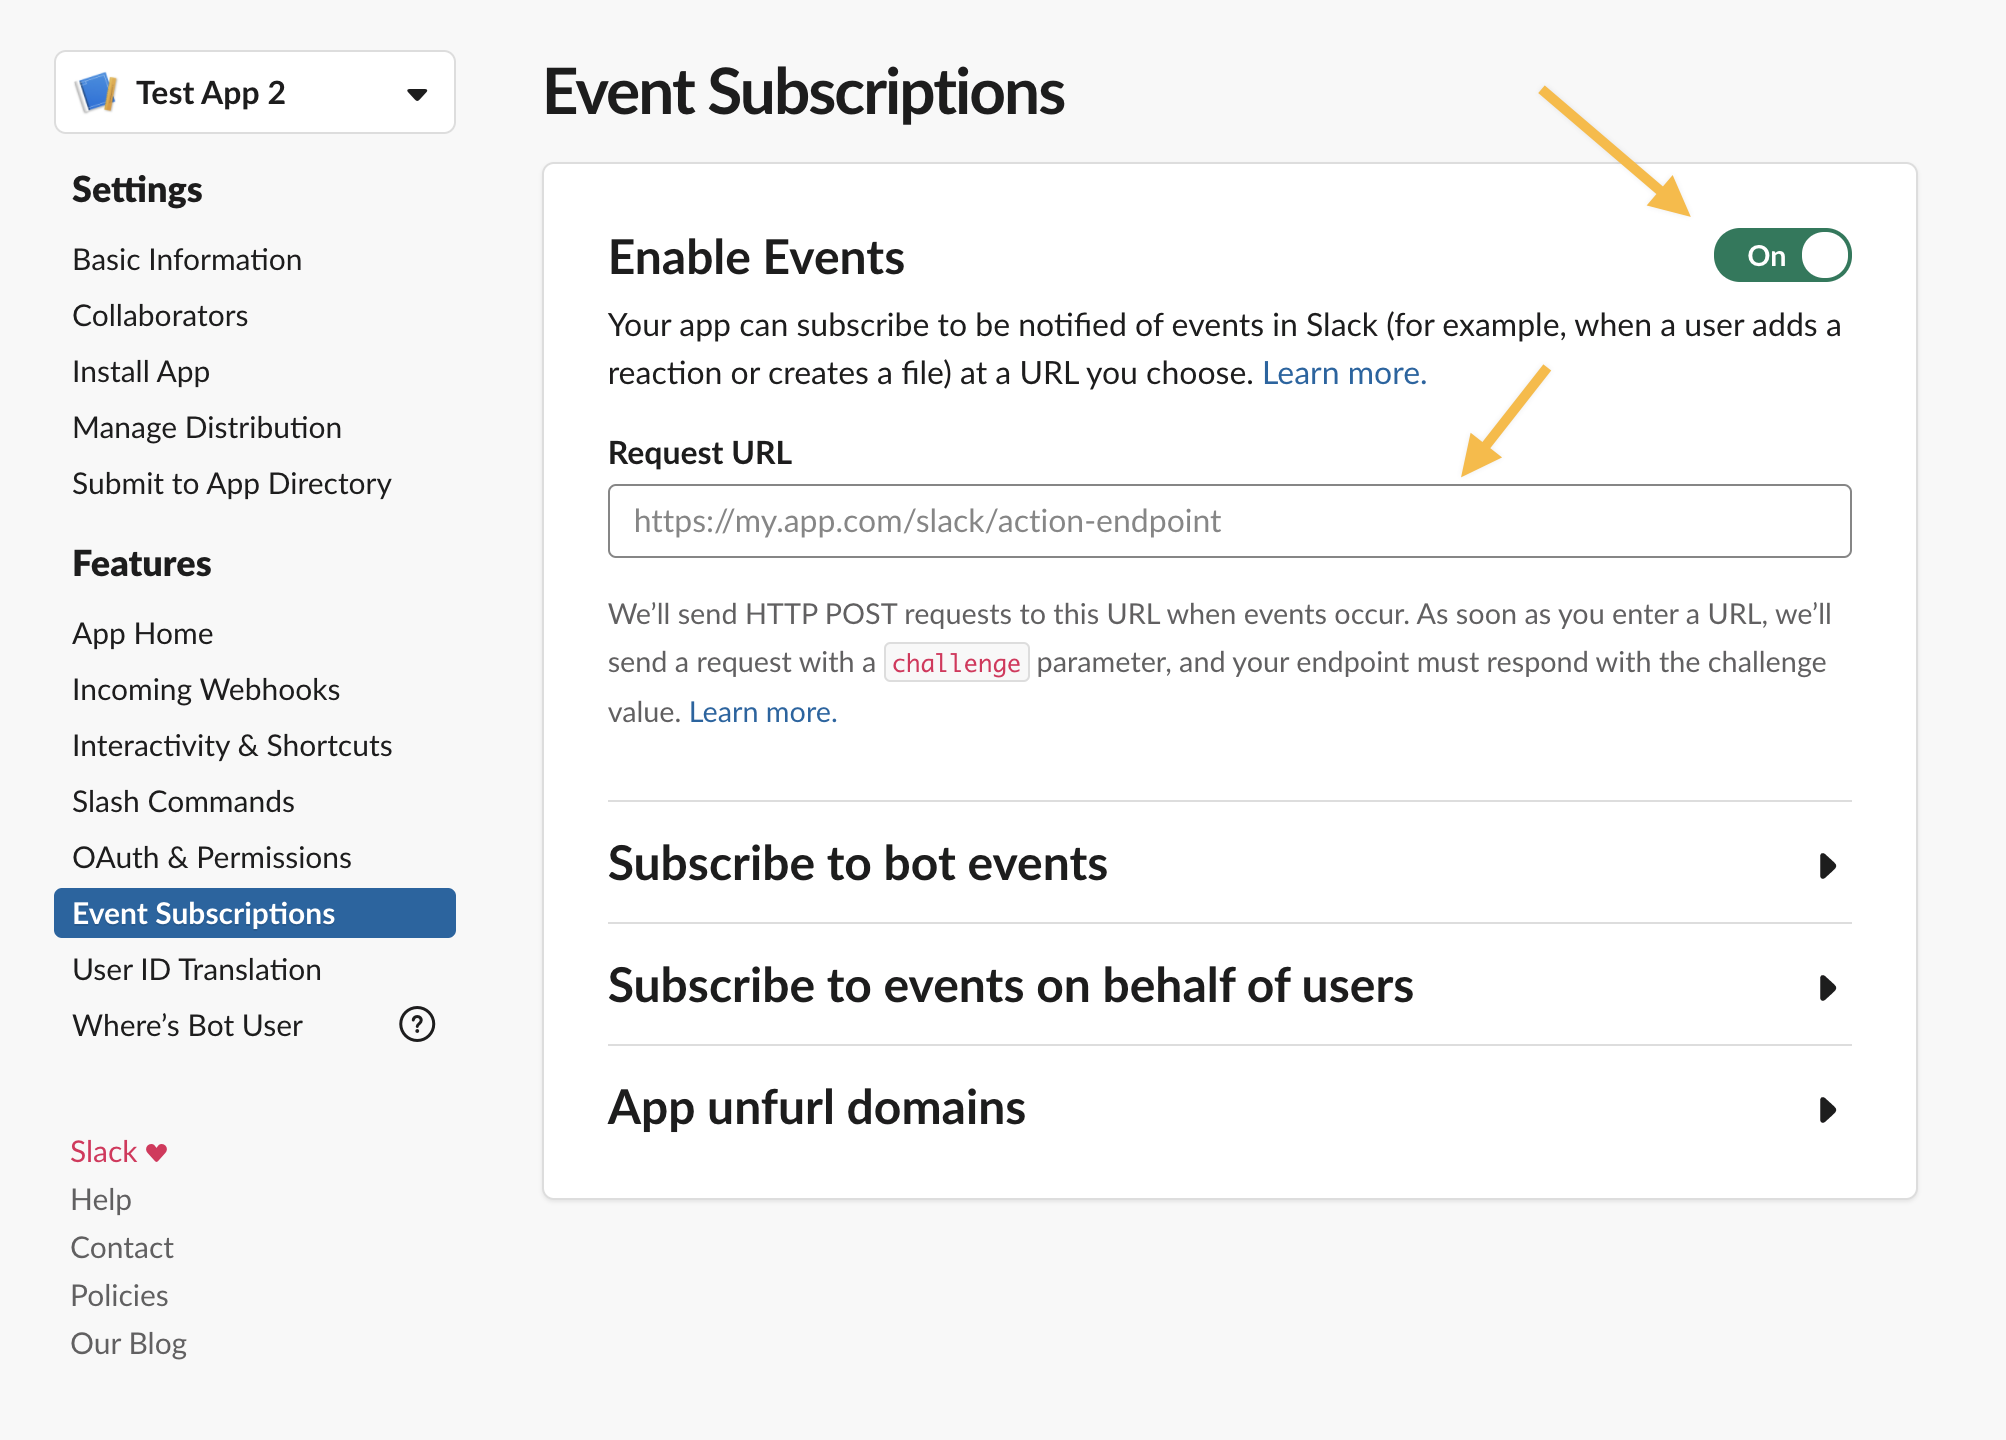 Test App 2
Settings
Basic Information
Collaborators
Install App
Manage Distribution
Submit to App Directory
Features
App Home
Incoming Webhooks
Interactivity & Shortcuts
Slash Commands
OAuth & Permissions
Event Subscriptions
User ID Translation
Where’s Bot User ?
Slack ♥
Help
Contact
Policies
Our Blog
Event Subscriptions
Enable Events
On
Your app can subscribe to be notified of events in Slack (for example, when a user adds a
reaction or creates a file) at a URL you choose. Learn more.
Request URL
https://my.app.com/slack/action-endpoint
We’ll send HTTP POST requests to this URL when events occur. As soon as you enter a URL, we’ll
send a request with a challenge parameter, and your endpoint must respond with the challenge
value. Learn more.
Subscribe to bot events
Subscribe to events on behalf of users
App unfurl domains